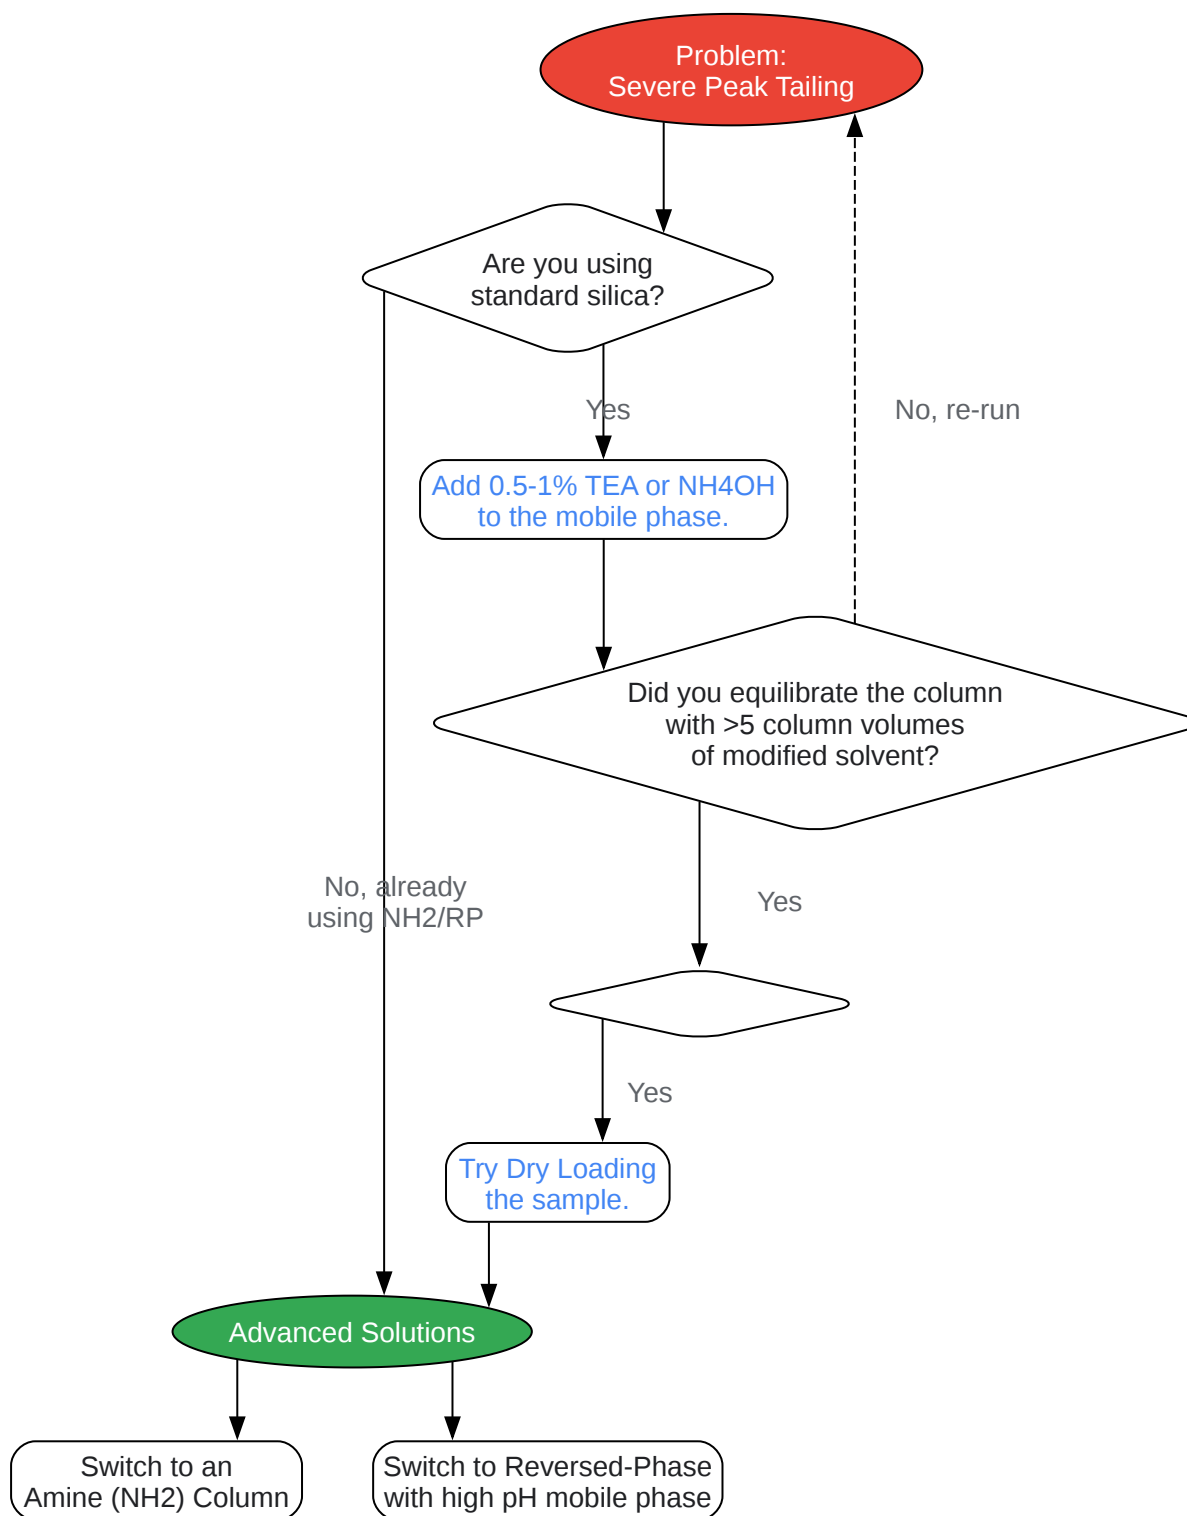 Problem:
Severe Peak Tailing
Are you using
standard silica?
Yes
No, re-run
Add 0.5-1% TEA or NH4OH
to the mobile phase.
Did you equilibrate the column
with >5 column volumes
of modified solvent?
No, already
using NH2/RP
Yes
Yes
Try Dry Loading
the sample.
Advanced Solutions
Switch to an
Amine (NH2) Column
Switch to Reversed-Phase
with high pH mobile phase